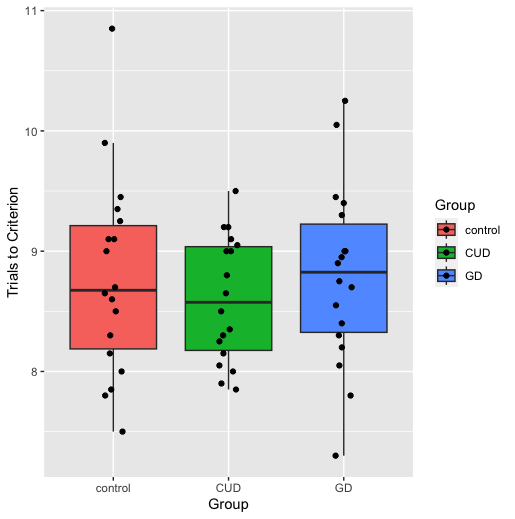 Trials to Criterion
11
10
9
8
control
CUD
GD
Group
Group
control
CUD
GD